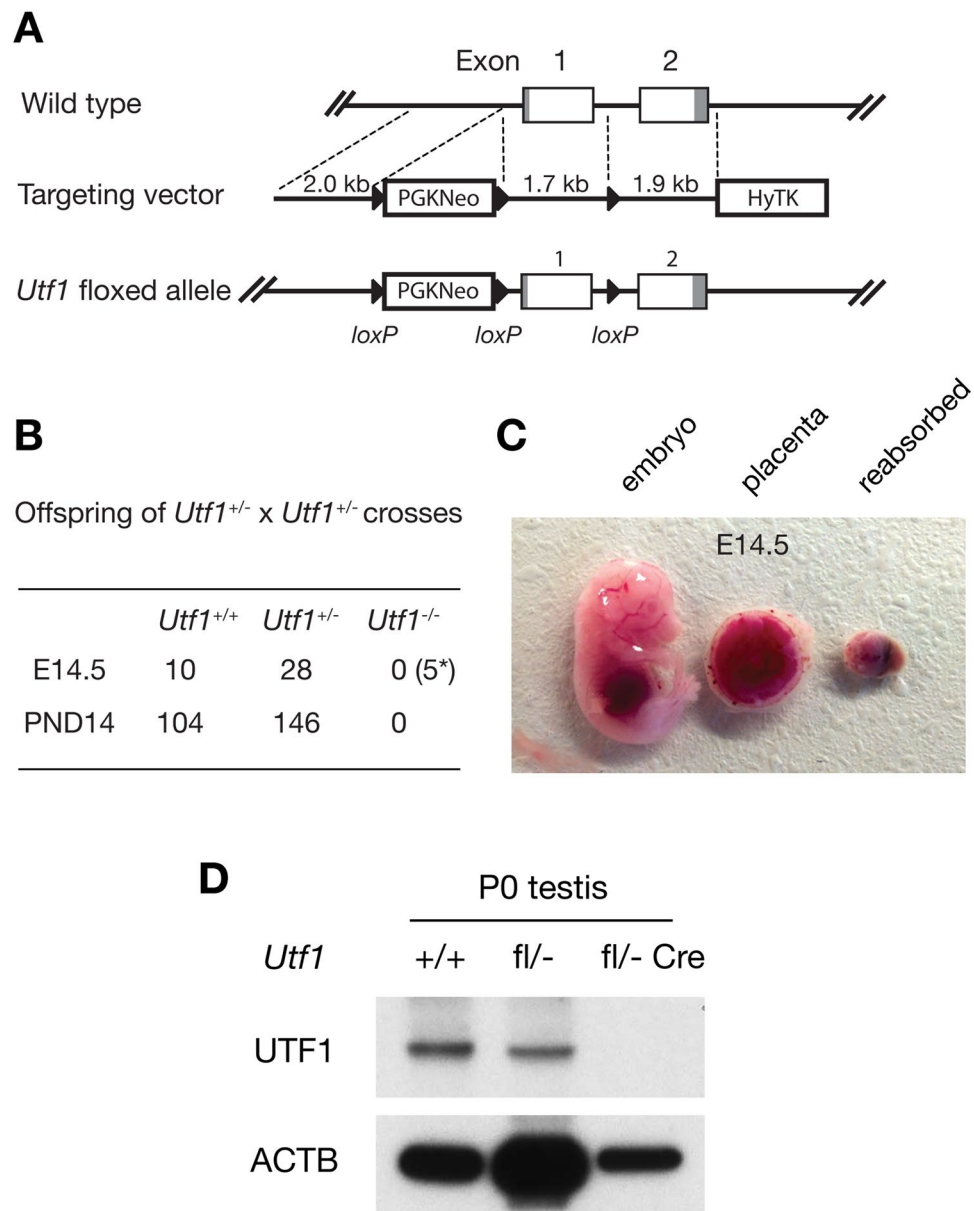 A
Exon 1 2
Wild type
Targeting vector 2.0 kb PGKNeo 1.7 kb 1.9 kb HyTK
1 2
Utf1 floxed allele PGKNeo
loxP loxP loxP
B
Offspring of Utf1+/- x Utf1+/- crosses
Utf1+/+ Utf1+/- Utf1-/-
E14.5 10 28 0 (5*)
PND14 104 146 0
C
embryo placenta reabsorbed
E14.5
D
P0 testis
Utf1 +/+ fl/- fl/- Cre
UTF1
ACTB